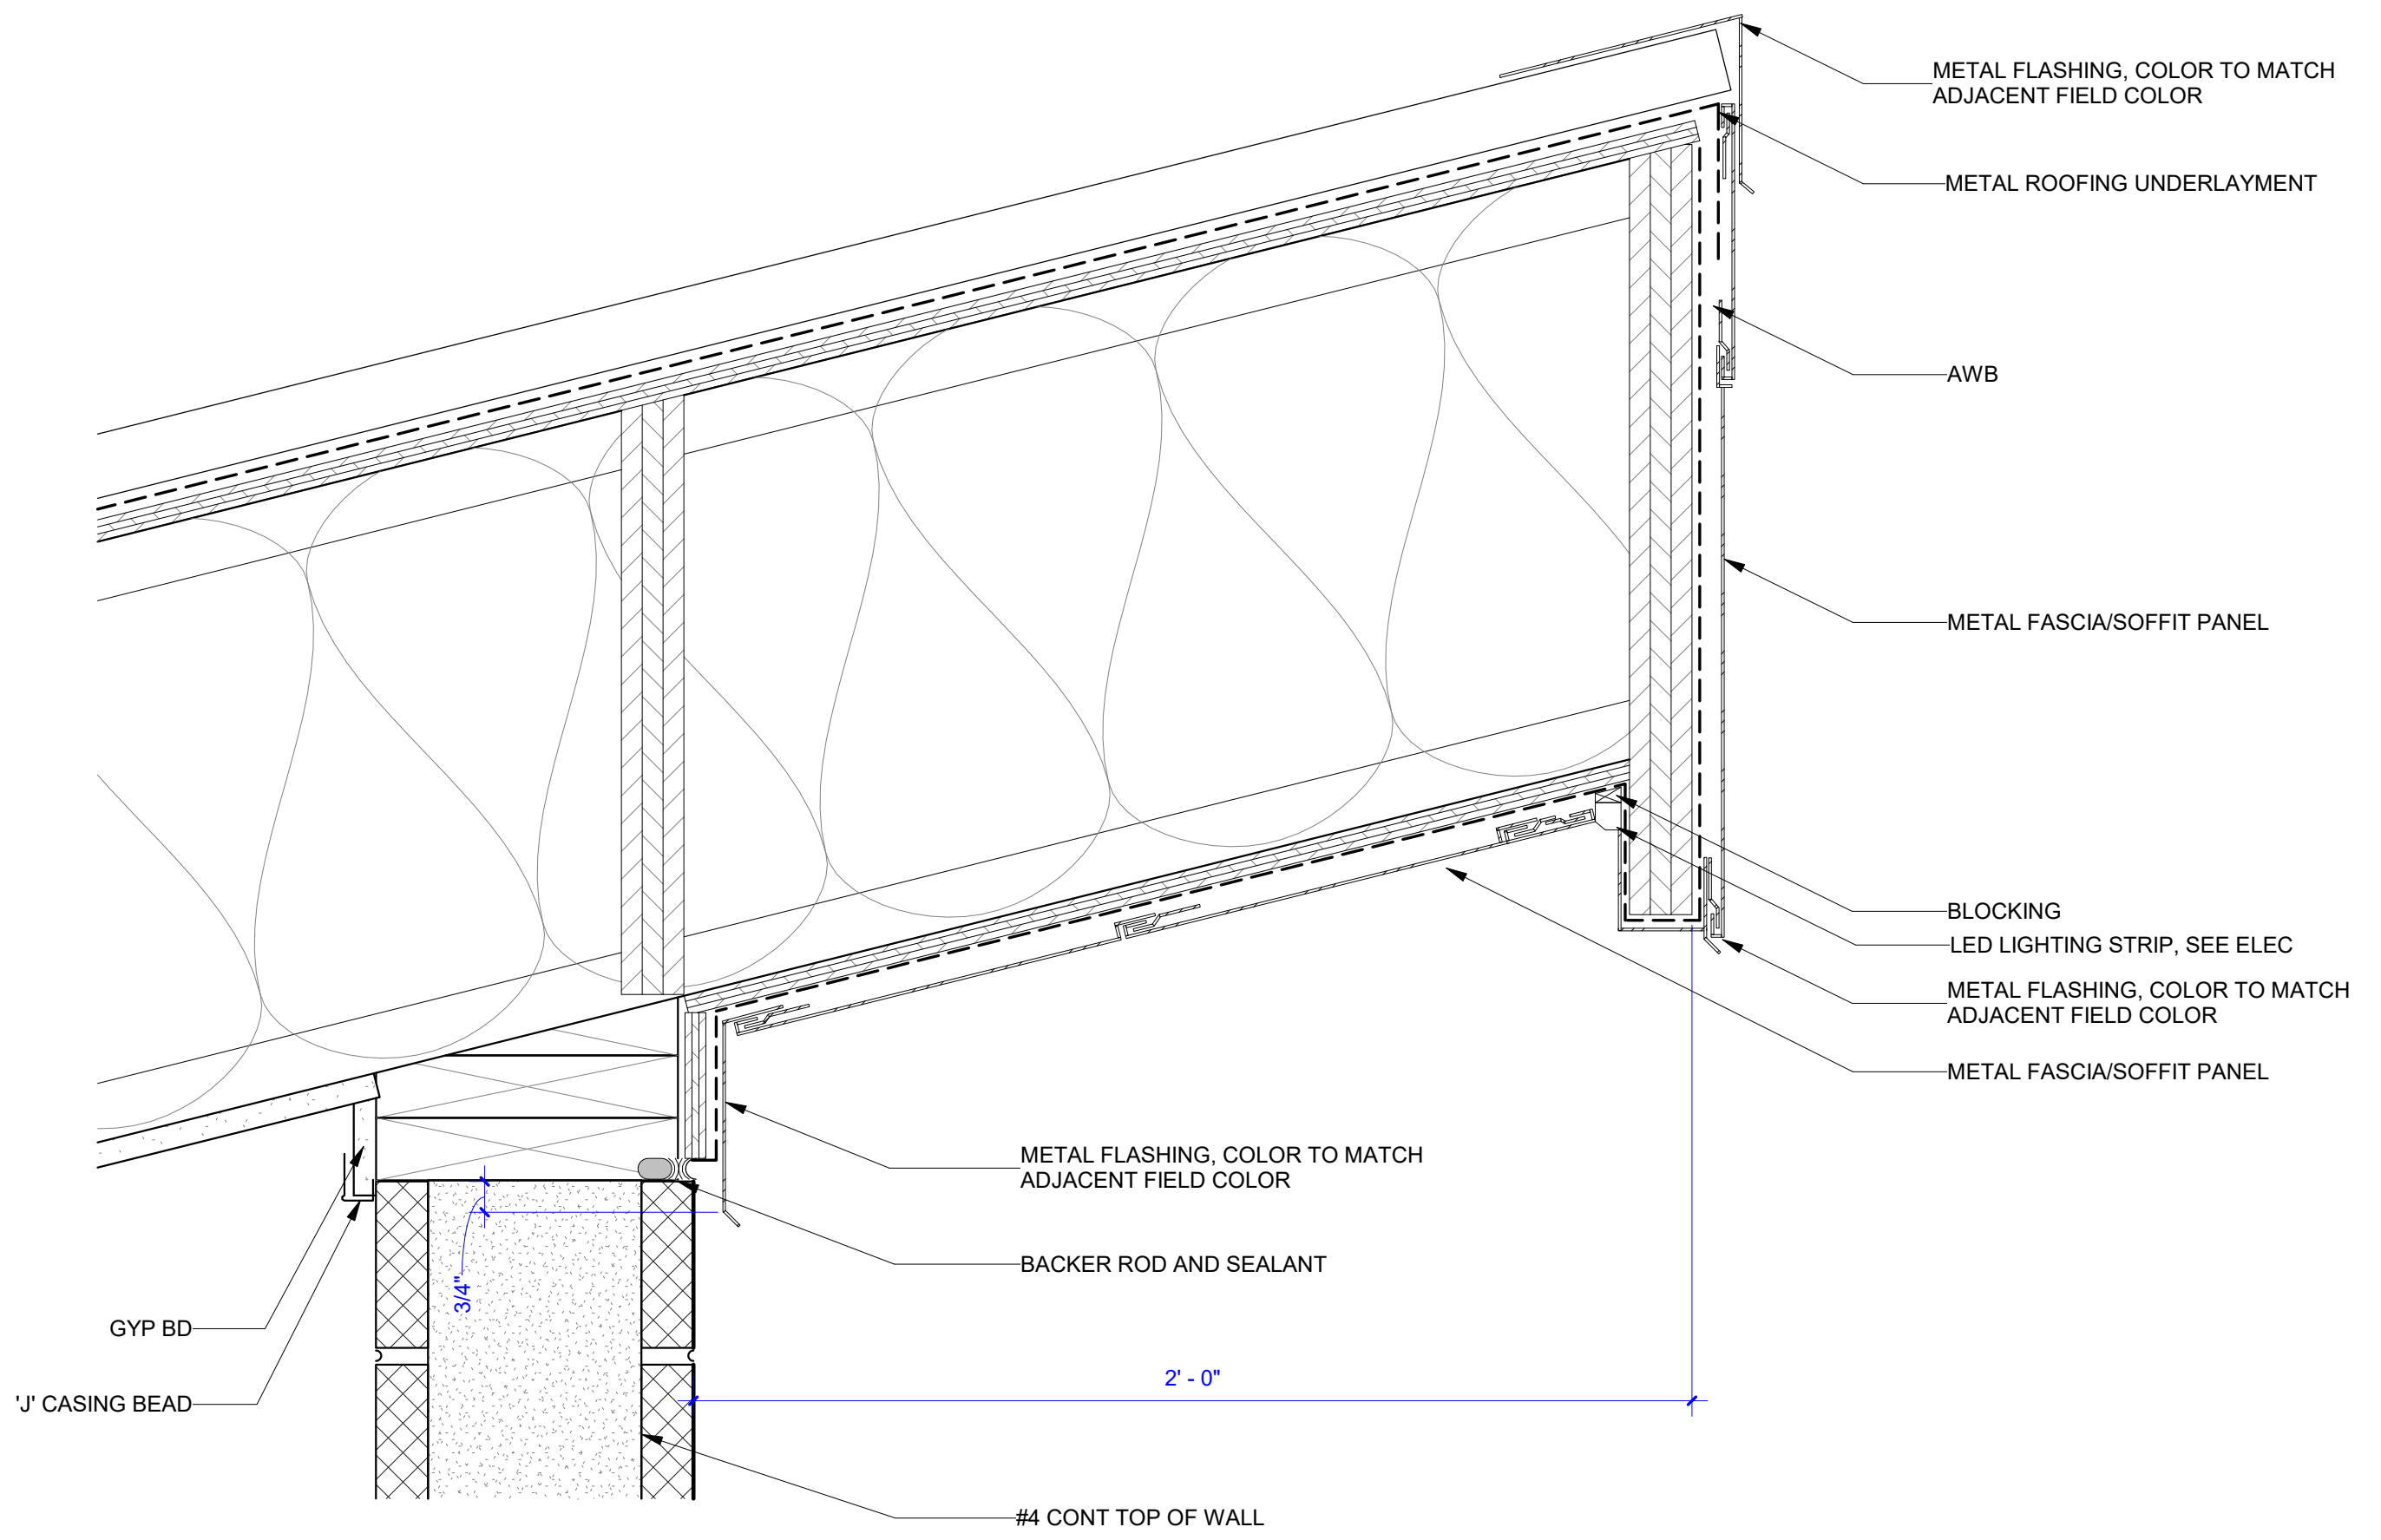 METAL FLASHING, COLOR TO MATCH
ADJACENT FIELD COLOR
METAL ROOFING UNDERLAYMENT
AWB
METAL FASCIA/SOFFIT PANEL
BLOCKING
LED LIGHTING STRIP, SEE ELEC
METAL FLASHING, COLOR TO MATCH
ADJACENT FIELD COLOR
METAL FASCIA/SOFFIT PANEL
METAL FLASHING, COLOR TO MATCH
ADJACENT FIELD COLOR
BACKER ROD AND SEALANT
3/4"
GYP BD
2' - 0"
'J' CASING BEAD
#4 CONT TOP OF WALL